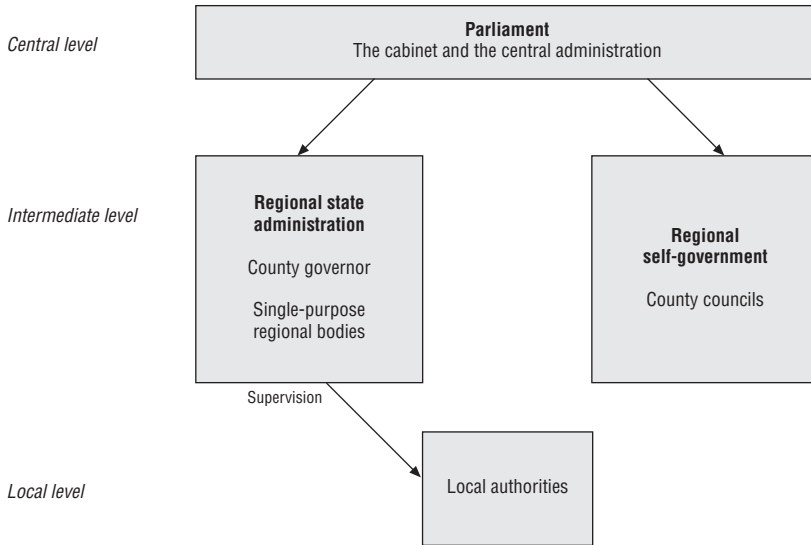 Central level
Parliament
The cabinet and the central administration
Intermediate level
Regional state
administration
County governor
Single-purpose
regional bodies
Regional
self-government
County councils
Supervision
Local level
Local authorities